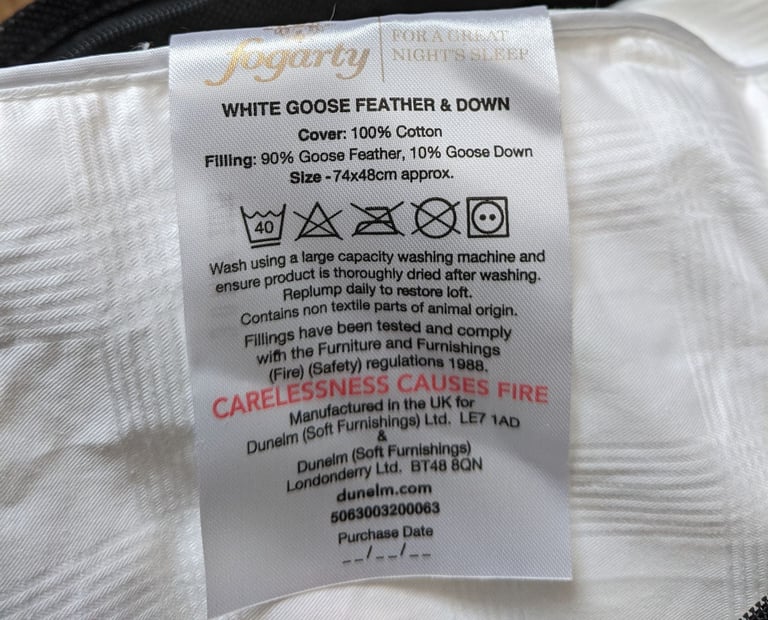 fogarty
FOR A GREAT
NIGHT'S SLEEP
WHITE GOOSE FEATHER & DOWN
Cover: 100% Cotton
Filling: 90% Goose Feather, 10% Goose Down
Size - 74x48cm approx.
40
Wash using a large capacity washing machine and
ensure product is thoroughly dried after washing.
Replump daily to restore loft.
Contains non textile parts of animal origin.
Fillings have been tested and comply
with the Furniture and Furnishings
(Fire) (Safety) regulations 1988.
CARELESSNESS CAUSES FIRE
Manufactured in the UK for
Dunelm (Soft Furnishings) Ltd. LE7 1AD
&
Dunelm (Soft Furnishings)
Londonderry Ltd. BT48 8QN
dunelm.com
5063003200063
Purchase Date
__/__/__